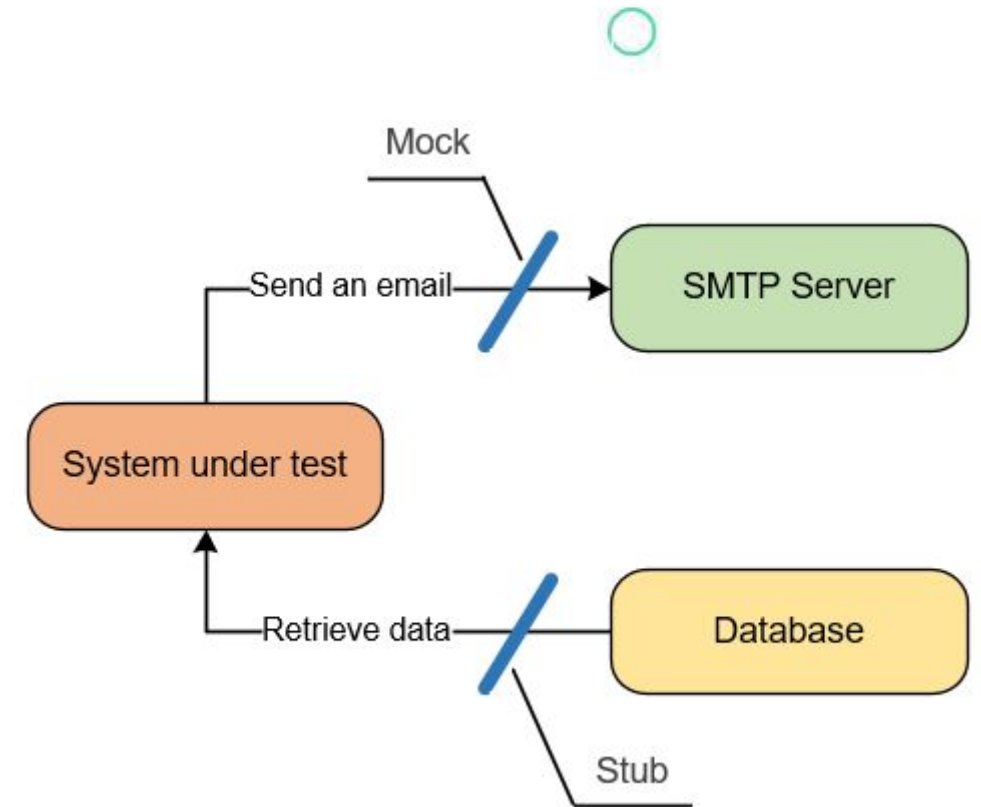 Mock
Send an email
SMTP Server
System under test
Retrieve data
Database
Stub